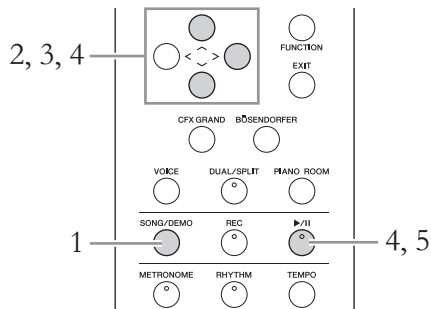 FUNCTION
2, 3, 4
EXIT
CFX GRAND BÖSENDORFER
VOICE DUAL/SPLIT PIANO ROOM
SONG/DEMO REC ▶/II
1
4, 5
METRONOME RHYTHM TEMPO